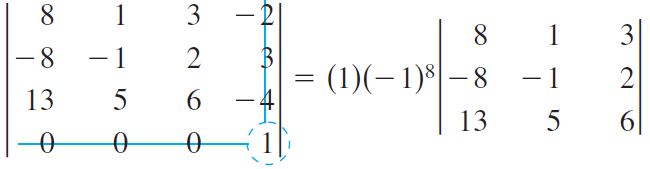 | 8 1 3 −2 |
| −8 −1 2 3 |
| 13 5 6 −4 |
| 0 0 0 1 |
= (1)(−1)⁸
| 8 1 3 |
| −8 −1 2 |
| 13 5 6 |